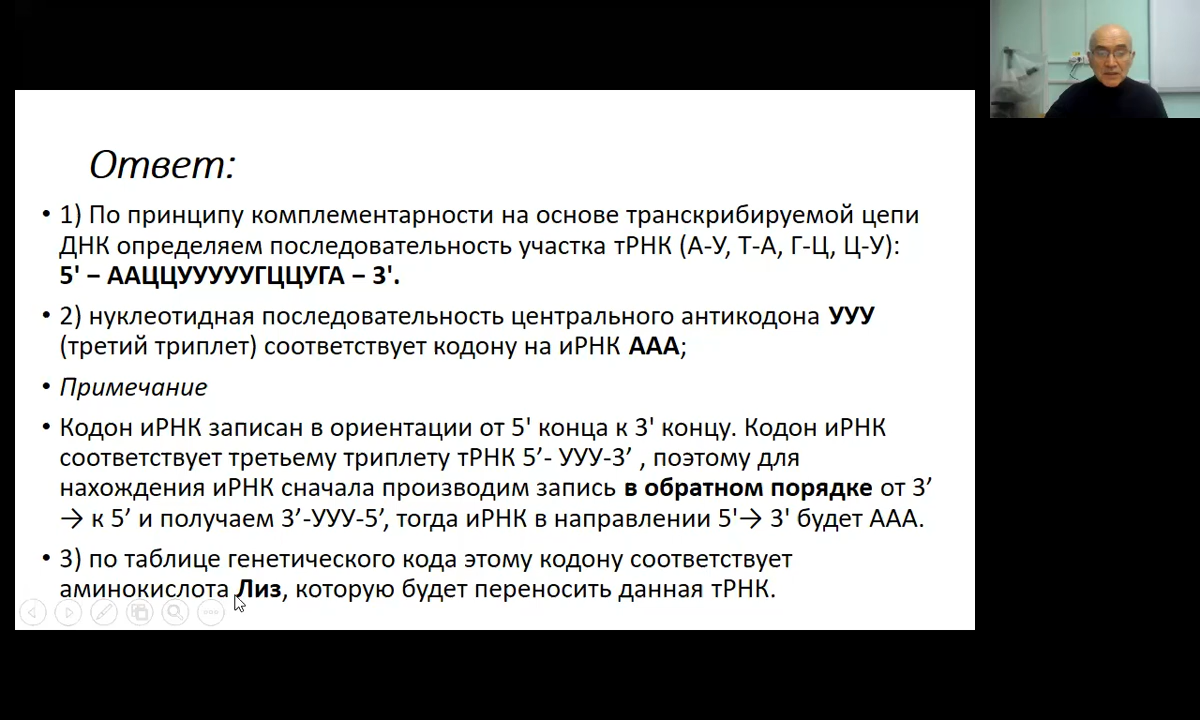 Ответ:
• 1) По принципу комплементарности на основе транскрибируемой цепи
ДНК определяем последовательность участка тРНК (А-У, Т-А, Г-Ц, Ц-У):
5' – ААЦЦУУУУУГЦЦУГА – 3'.
• 2) нуклеотидная последовательность центрального антикодона УУУ
(третий триплет) соответствует кодону на иРНК ААА;
• Примечание
• Кодон иРНК записан в ориентации от 5' конца к 3' концу. Кодон иРНК
соответствует третьему триплету тРНК 5’- УУУ-3’ , поэтому для
нахождения иРНК сначала производим запись в обратном порядке от 3’
→ к 5’ и получаем 3’-УУУ-5’, тогда иРНК в направлении 5'→ 3' будет ААА.
• 3) по таблице генетического кода этому кодону соответствует
аминокислота Лиз, которую будет переносить данная тРНК.